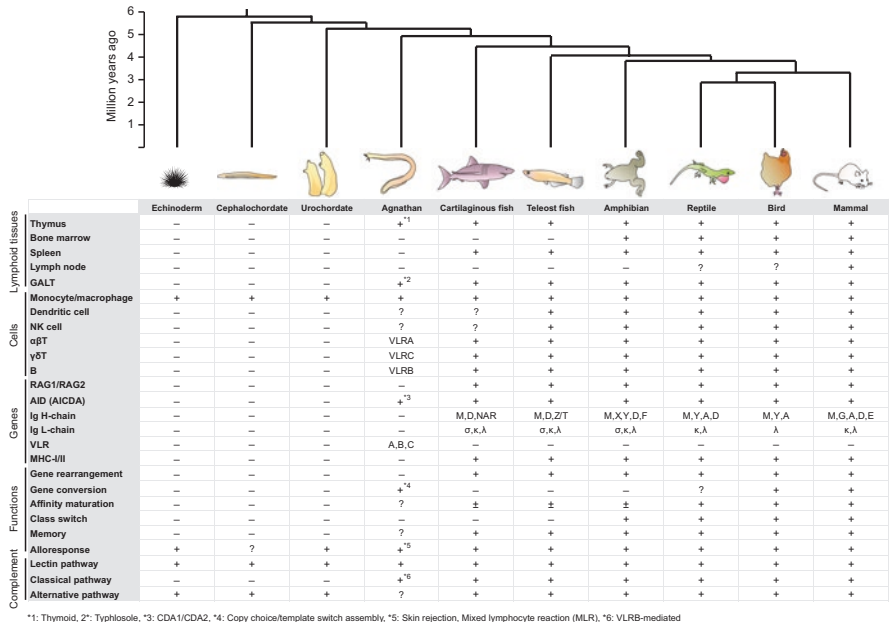 6
5
4
3
2
1
Million years ago
Echinoderm Cephalochordate Urochordate Agnathan Cartilaginous fish Teleost fish Amphibian Reptile Bird Mammal
Lymphoid tissues
Thymus – – – +*1 + + + + + +
Bone marrow – – – – – – + + + +
Spleen – – – – + + + + + +
Lymph node – – – – – – – ? ? +
GALT – – – +*2 + + + + + +
Cells
Monocyte/macrophage + + + + + + + + + +
Dendritic cell – – – ? ? + + + + +
NK cell – – – ? ? + + + + +
αβT – – – VLRA + + + + + +
γδT – – – VLRC + + + + + +
B – – – VLRB + + + + + +
Genes
RAG1/RAG2 – – – – + + + + + +
AID (AICDA) – – – +*3 + + + + + +
Ig H-chain – – – – M,D,NAR M,D,Z/T M,X,Y,D,F M,Y,A,D M,Y,A M,G,A,D,E
Ig L-chain – – – – σ,κ,λ σ,κ,λ σ,κ,λ κ,λ λ κ,λ
VLR – – – A,B,C – – – – – –
MHC-I/II – – – – + + + + + +
Functions
Gene rearrangement – – – – + + + + + +
Gene conversion – – – +*4 – – – ? + +
Affinity maturation – – – ? ± ± ± + + +
Class switch – – – – – – + + + +
Memory – – – ? + + + + + +
Alloresponse + ? + +*5 + + + + + +
Complement
Lectin pathway + + + + + + + + + +
Classical pathway – – – +*6 + + + + + +
Alternative pathway + + + ? + + + + + +
*1: Thymoid, 2*: Typhlosole, *3: CDA1/CDA2, *4: Copy choice/template switch assembly, *5: Skin rejection, Mixed lymphocyte reaction (MLR), *6: VLRB-mediated